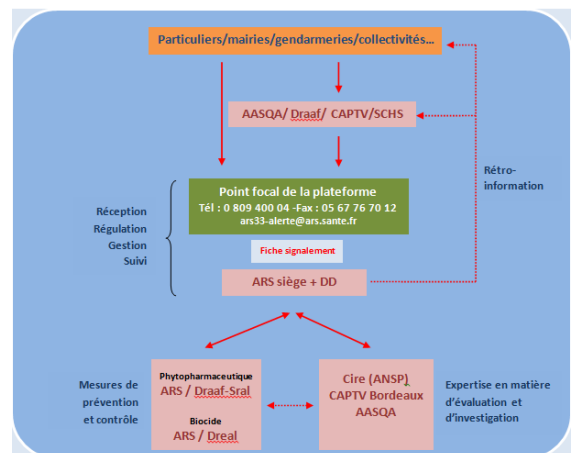 Particuliers/mairies/gendarmeries/collectivités...
AASQA/ Draaf/ CAPTV/SCHS
Rétro-
information
Point focal de la plateforme
Tél : 0 809 400 04 -Fax : 05 67 76 70 12
ars33-alerte@ars.sante.fr
Réception
Régulation
Gestion
Suivi
Fiche signalement
ARS siège + DD
Mesures de
prévention
et contrôle
Phytopharmaceutique
ARS / Draaf-Sral
Biocide
ARS / Dreal
Cire (ANSP)
CAPTV Bordeaux
AASQA
Expertise en matière
d'évaluation et
d'investigation